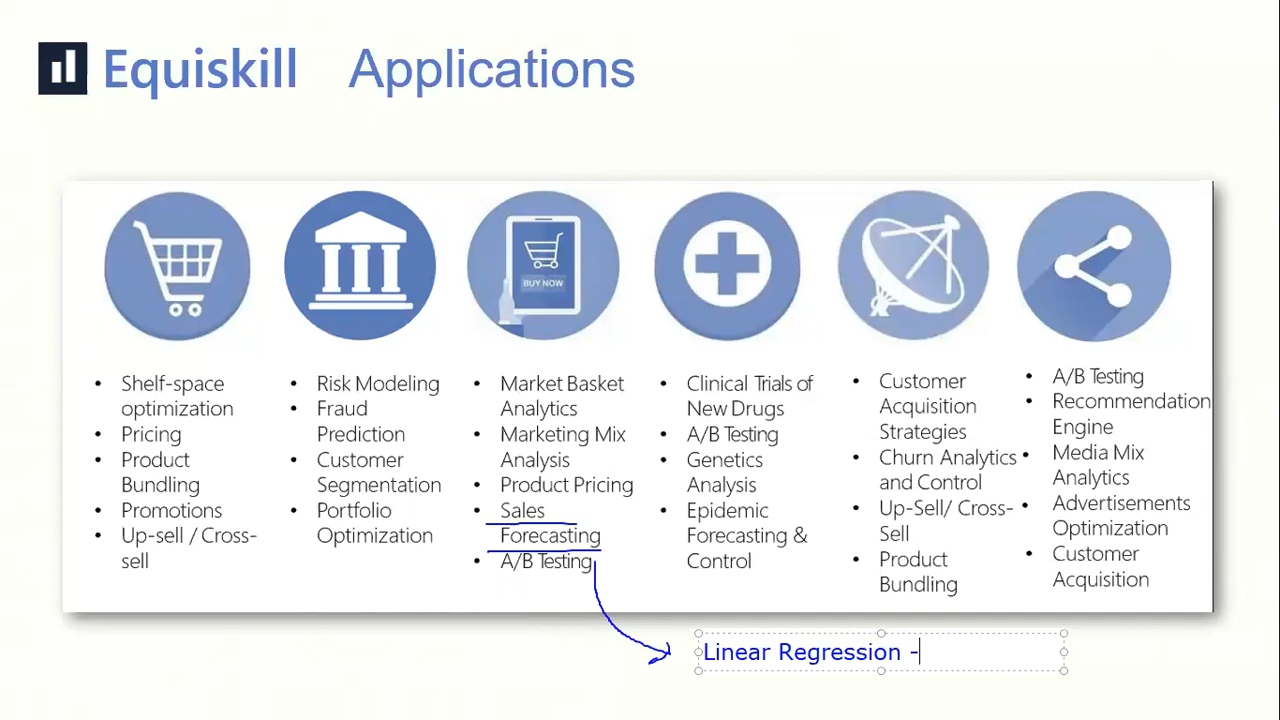 Equiskill Applications
BUY NOW
• Shelf-space
optimization
• Pricing
• Product
Bundling
• Promotions
• Up-sell / Cross-
sell
• Risk Modeling
• Fraud
Prediction
• Customer
Segmentation
• Portfolio
Optimization
• Market Basket
Analytics
• Marketing Mix
Analysis
• Product Pricing
• Sales
Forecasting
• A/B Testing
• Clinical Trials of
New Drugs
• A/B Testing
• Genetics
Analysis
• Epidemic
Forecasting &
Control
• Customer
Acquisition
Strategies
• Churn Analytics
and Control
• Up-Sell/ Cross-
Sell
• Product
Bundling
• A/B Testing
• Recommendation
Engine
• Media Mix
Analytics
• Advertisements
Optimization
• Customer
Acquisition
Linear Regression -